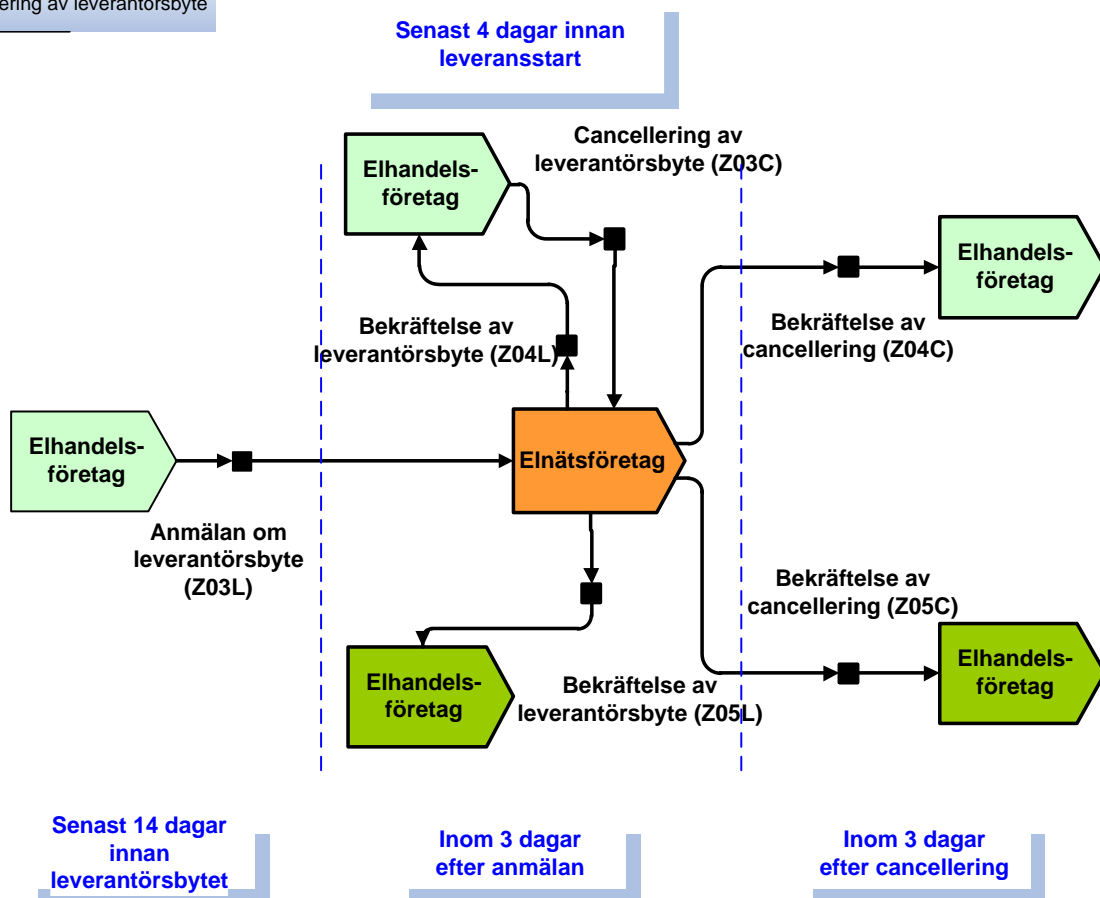 av leverantörsbyte
Senast 4 dagar innan
leveransstart
Cancellering av
leverantörsbyte (Z03C)
Elhandels-
företag
Elhandels-
företag
Bekräftelse av
leverantörsbyte (Z04L)
Bekräftelse av
cancellering (Z04C)
Elhandels-
företag
Elnätsföretag
Anmälan om
leverantörsbyte
(Z03L)
Bekräftelse av
cancellering (Z05C)
Elhandels-
företag
Bekräftelse av
leverantörsbyte (Z05L)
Elhandels-
företag
Senast 14 dagar
innan
leverantörsbytet
Inom 3 dagar
efter anmälan
Inom 3 dagar
efter cancellering